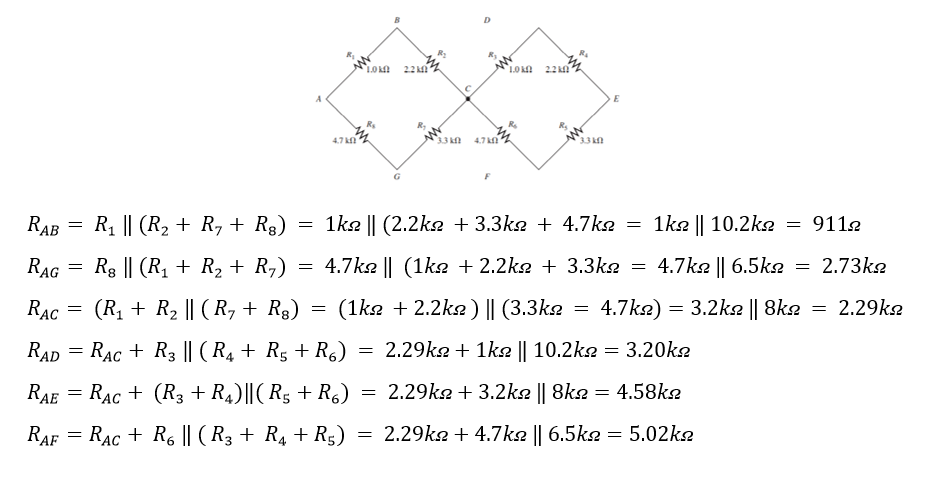 B D
R₁ R₂ R₃ R₄
1.0 kΩ 2.2 kΩ 1.0 kΩ 2.2 kΩ
C
A E
R₈ R₇ R₆ R₅
4.7 kΩ 3.3 kΩ 4.7 kΩ 3.3 kΩ
G F
R_AB = R₁ ‖ (R₂ + R₇ + R₈) = 1kΩ ‖ (2.2kΩ + 3.3kΩ + 4.7kΩ = 1kΩ ‖ 10.2kΩ = 911Ω
R_AG = R₈ ‖ (R₁ + R₂ + R₇) = 4.7kΩ ‖ (1kΩ + 2.2kΩ + 3.3kΩ = 4.7kΩ ‖ 6.5kΩ = 2.73kΩ
R_AC = (R₁ + R₂ ‖ ( R₇ + R₈) = (1kΩ + 2.2kΩ ) ‖ (3.3kΩ = 4.7kΩ) = 3.2kΩ ‖ 8kΩ = 2.29kΩ
R_AD = R_AC + R₃ ‖ ( R₄ + R₅ + R₆) = 2.29kΩ + 1kΩ ‖ 10.2kΩ = 3.20kΩ
R_AE = R_AC + (R₃ + R₄)‖( R₅ + R₆) = 2.29kΩ + 3.2kΩ ‖ 8kΩ = 4.58kΩ
R_AF = R_AC + R₆ ‖ ( R₃ + R₄ + R₅) = 2.29kΩ + 4.7kΩ ‖ 6.5kΩ = 5.02kΩ